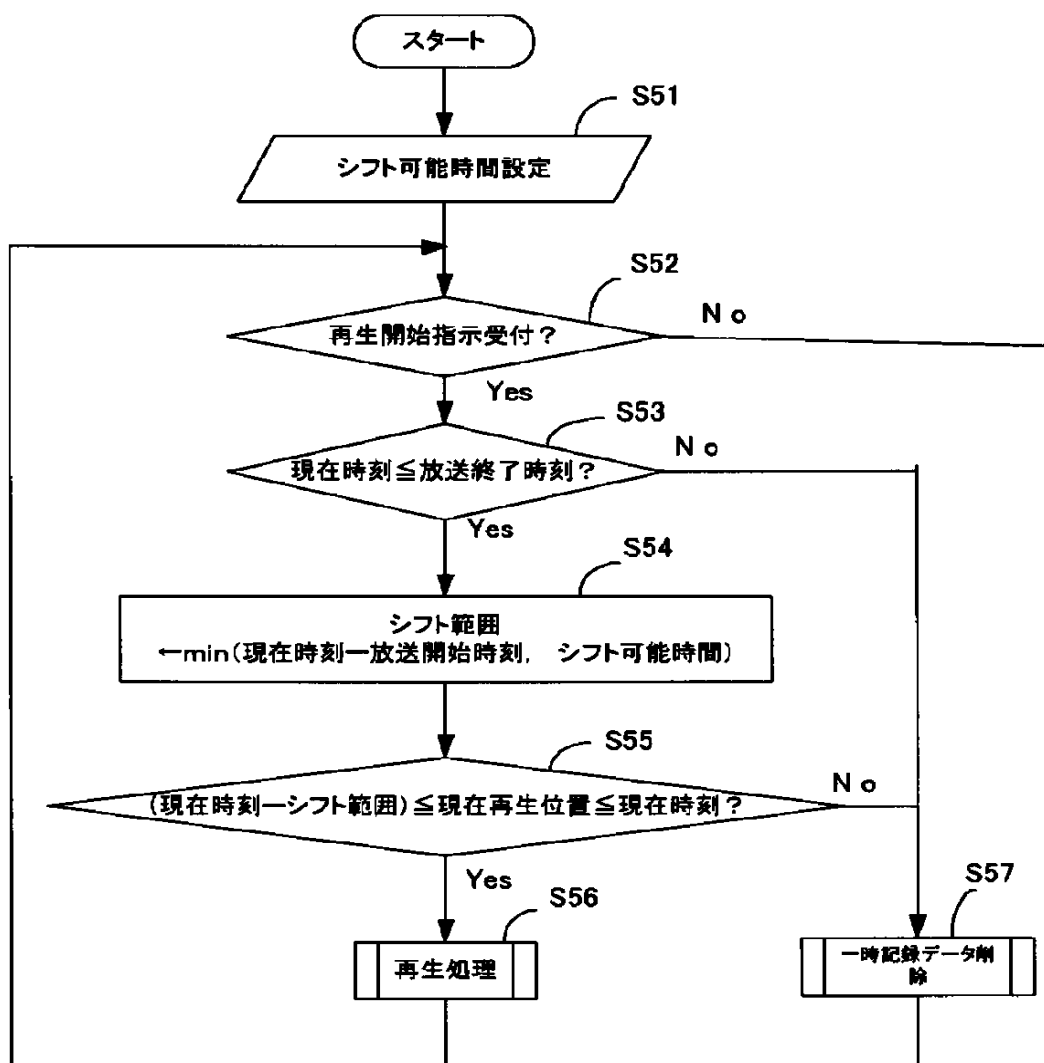 スタート
S51
シフト可能時間設定
S52
再生開始指示受付?
No
Yes
S53
現在時刻≦放送終了時刻?
No
Yes
S54
シフト範囲
←min(現在時刻ー放送開始時刻, シフト可能時間)
S55
(現在時刻ーシフト範囲)≦現在再生位置≦現在時刻?
No
Yes
S56
再生処理
S57
一時記録データ削
除